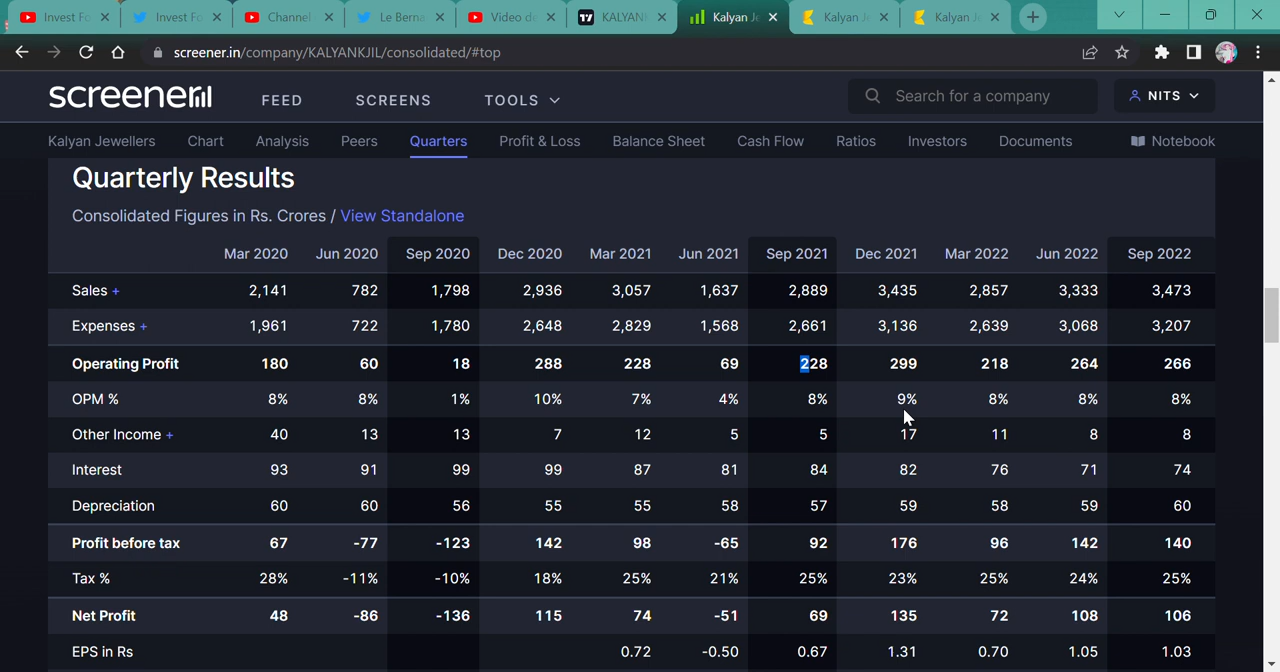 Invest Fo
Invest Fo
Channel
Le Berna
Video de
KALYAN
Kalyan Je
Kalyan J
Kalyan J
screener.in/company/KALYANKJIL/consolidated/#top
screener
FEED
SCREENS
TOOLS
Search for a company
NITS
Kalyan Jewellers Chart Analysis Peers Quarters Profit & Loss Balance Sheet Cash Flow Ratios Investors Documents Notebook
Quarterly Results
Consolidated Figures in Rs. Crores / View Standalone
Mar 2020 Jun 2020 Sep 2020 Dec 2020 Mar 2021 Jun 2021 Sep 2021 Dec 2021 Mar 2022 Jun 2022 Sep 2022
Sales + 2,141 782 1,798 2,936 3,057 1,637 2,889 3,435 2,857 3,333 3,473
Expenses + 1,961 722 1,780 2,648 2,829 1,568 2,661 3,136 2,639 3,068 3,207
Operating Profit 180 60 18 288 228 69 228 299 218 264 266
OPM % 8% 8% 1% 10% 7% 4% 8% 9% 8% 8% 8%
Other Income + 40 13 13 7 12 5 5 17 11 8 8
Interest 93 91 99 99 87 81 84 82 76 71 74
Depreciation 60 60 56 55 55 58 57 59 58 59 60
Profit before tax 67 -77 -123 142 98 -65 92 176 96 142 140
Tax % 28% -11% -10% 18% 25% 21% 25% 23% 25% 24% 25%
Net Profit 48 -86 -136 115 74 -51 69 135 72 108 106
EPS in Rs 0.72 -0.50 0.67 1.31 0.70 1.05 1.03